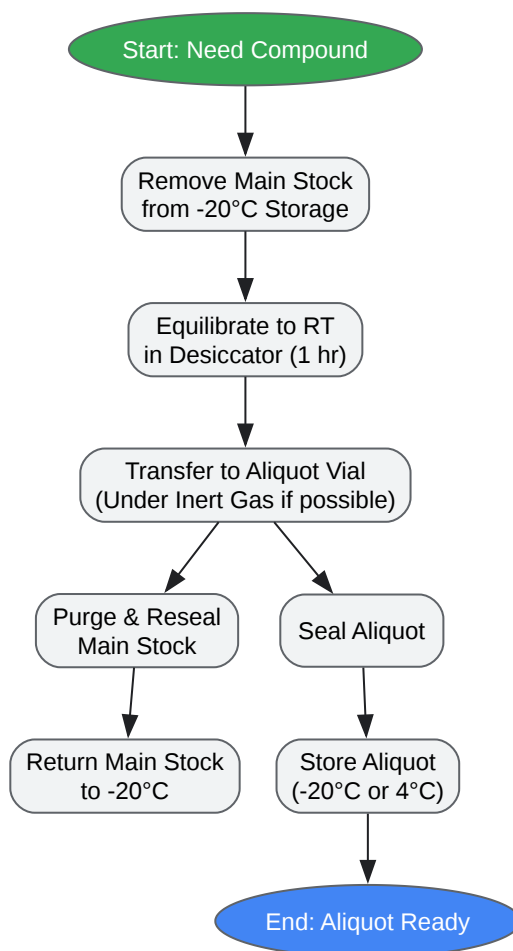 Start: Need Compound
Remove Main Stock
from -20°C Storage
Equilibrate to RT
in Desiccator (1 hr)
Transfer to Aliquot Vial
(Under Inert Gas if possible)
Purge & Reseal
Main Stock
Seal Aliquot
Return Main Stock
to -20°C
Store Aliquot
(-20°C or 4°C)
End: Aliquot Ready